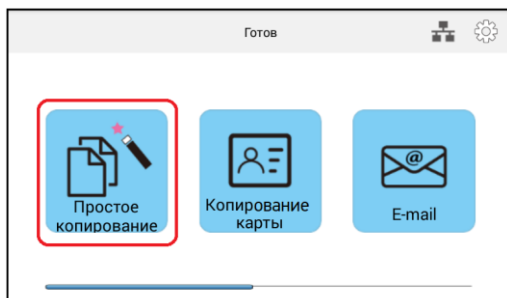 Готов
Простое
копирование
Копирование
карты
@
E-mail